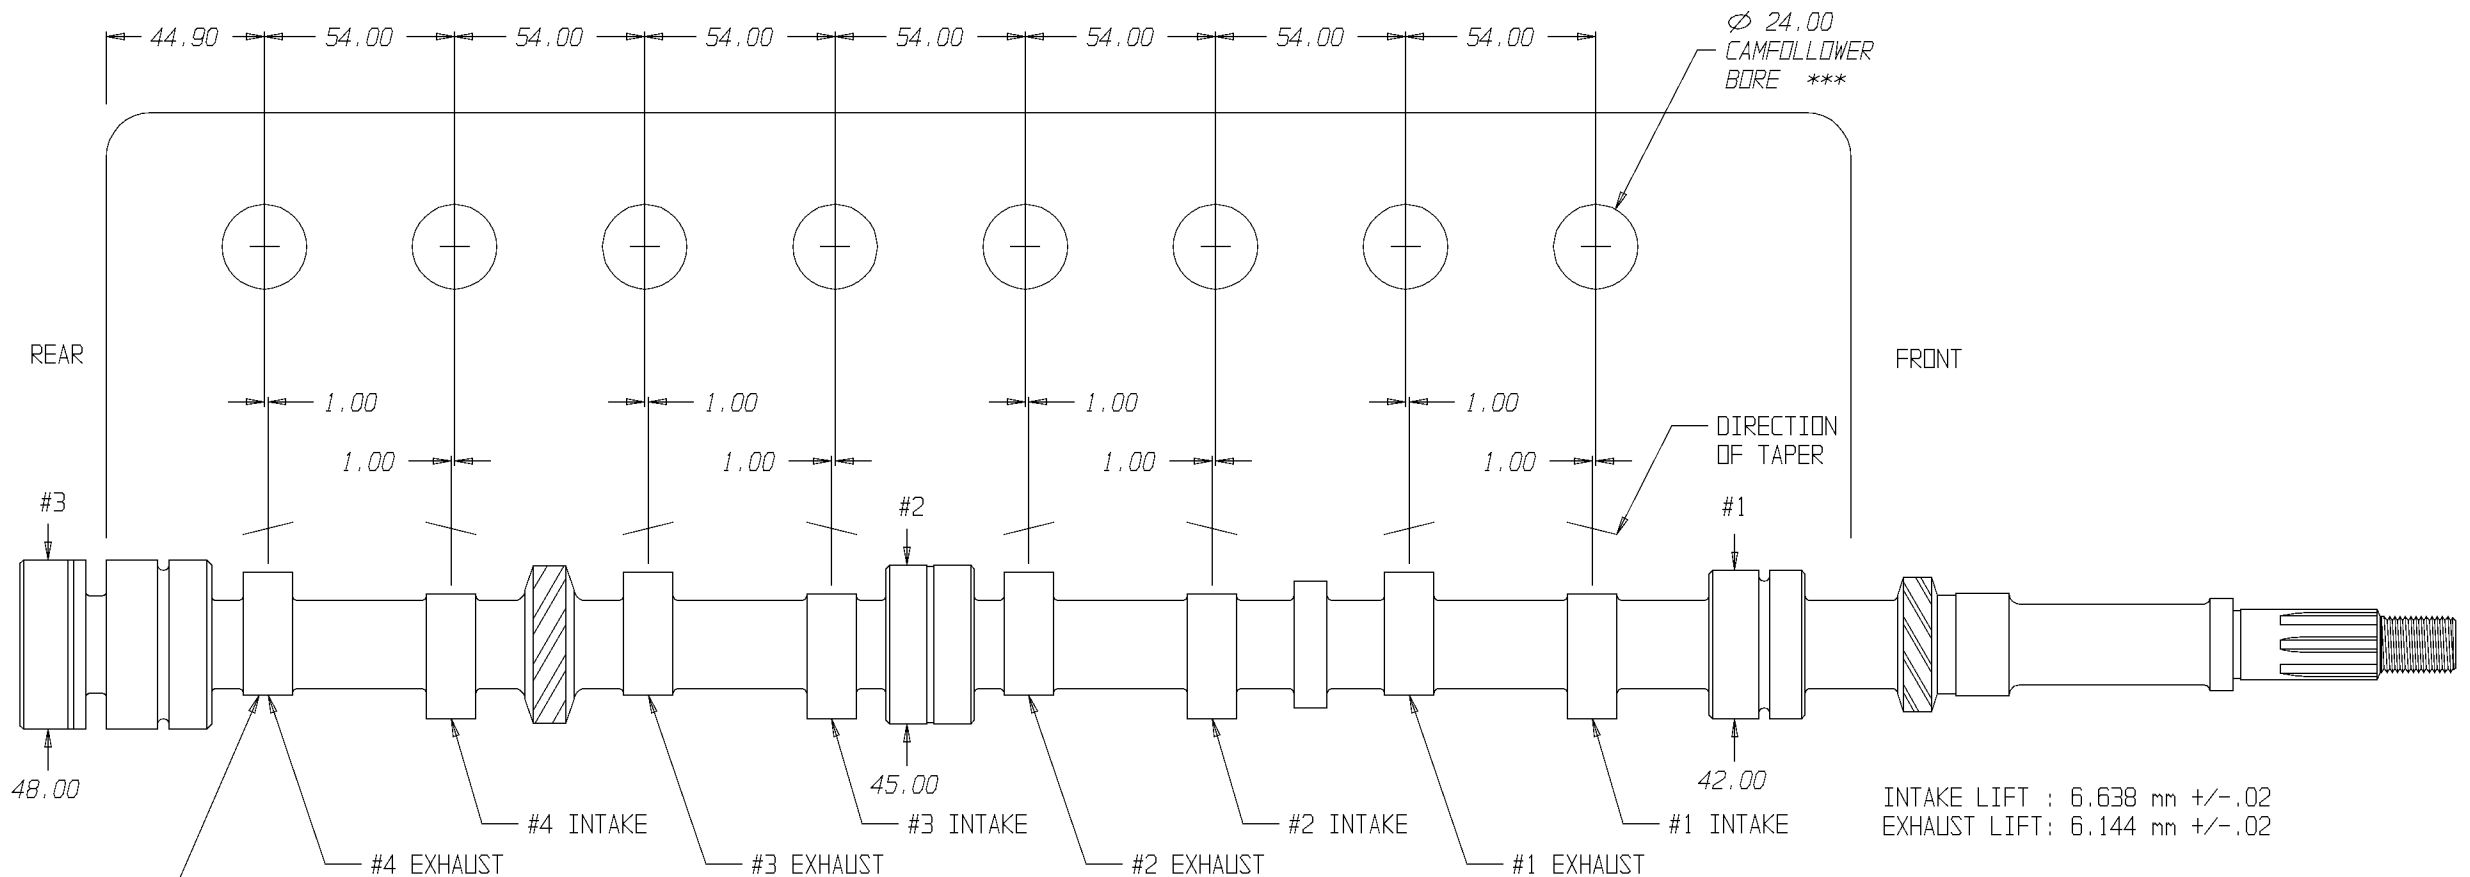 44.90 54.00 54.00 54.00 54.00 54.00 54.00 54.00
Ø 24.00
CAMFOLLOWER
BORE ***
REAR
FRONT
1.00 1.00 1.00 1.00
DIRECTION
OF TAPER
1.00 1.00 1.00 1.00
#3 #2 #1
48.00 45.00 42.00
INTAKE LIFT : 6.638 mm +/-.02
EXHAUST LIFT: 6.144 mm +/-.02
#4 INTAKE #3 INTAKE #2 INTAKE #1 INTAKE
#4 EXHAUST #3 EXHAUST #2 EXHAUST #1 EXHAUST